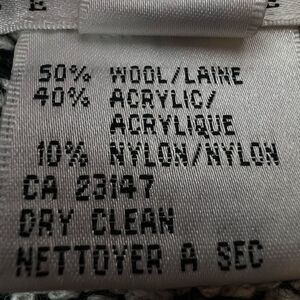 E
E
50% WOOL/LAINE
40% ACRYLIC/
ACRYLIQUE
10% NYLON/NYLON
CA 23147
DRY CLEAN
NETTOYER A SEC